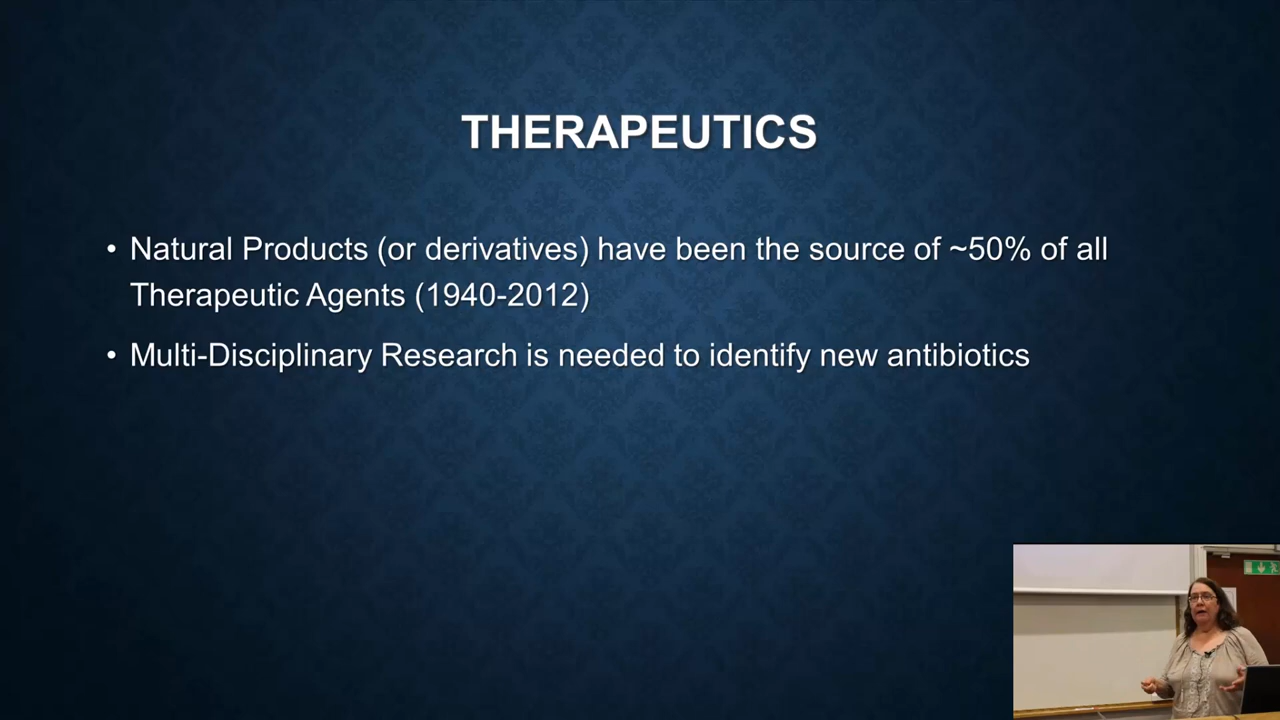 THERAPEUTICS
• Natural Products (or derivatives) have been the source of ~50% of all
Therapeutic Agents (1940-2012)
• Multi-Disciplinary Research is needed to identify new antibiotics